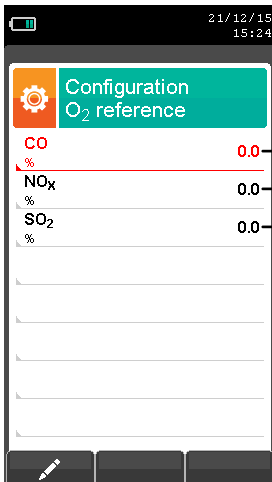 21/12/15
15:24
Configuration
O₂ reference
CO
0.0
%
NOx
0.0
%
SO₂
0.0
%